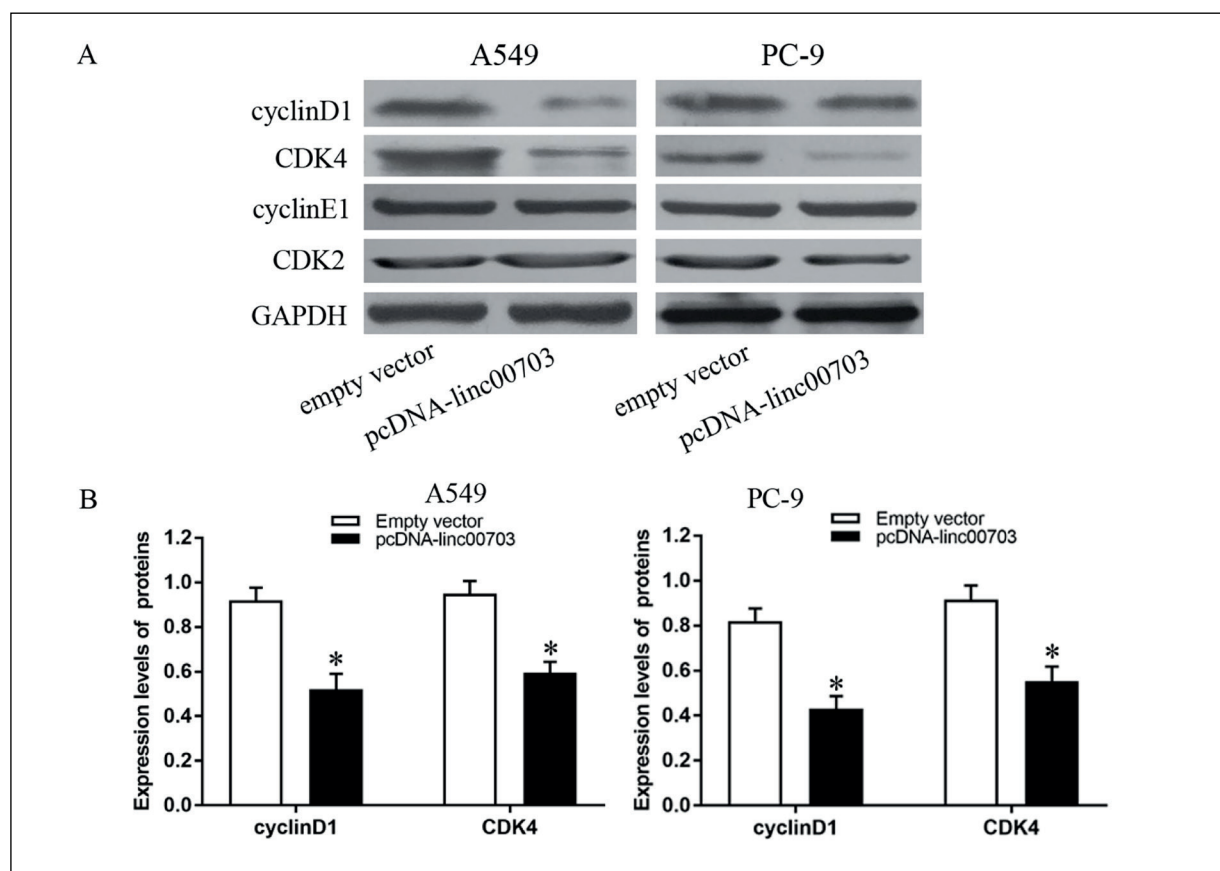 A
A549 PC-9
cyclinD1
CDK4
cyclinE1
CDK2
GAPDH
empty vector pcDNA-linc00703 empty vector pcDNA-linc00703
B
A549
Empty vector
pcDNA-linc00703
Expression levels of proteins
1.2
1.0
0.8
0.6
0.4
0.2
0.0
* *
cyclinD1 CDK4
PC-9
Empty vector
pcDNA-linc00703
Expression levels of proteins
1.2
1.0
0.8
0.6
0.4
0.2
0.0
* *
cyclinD1 CDK4